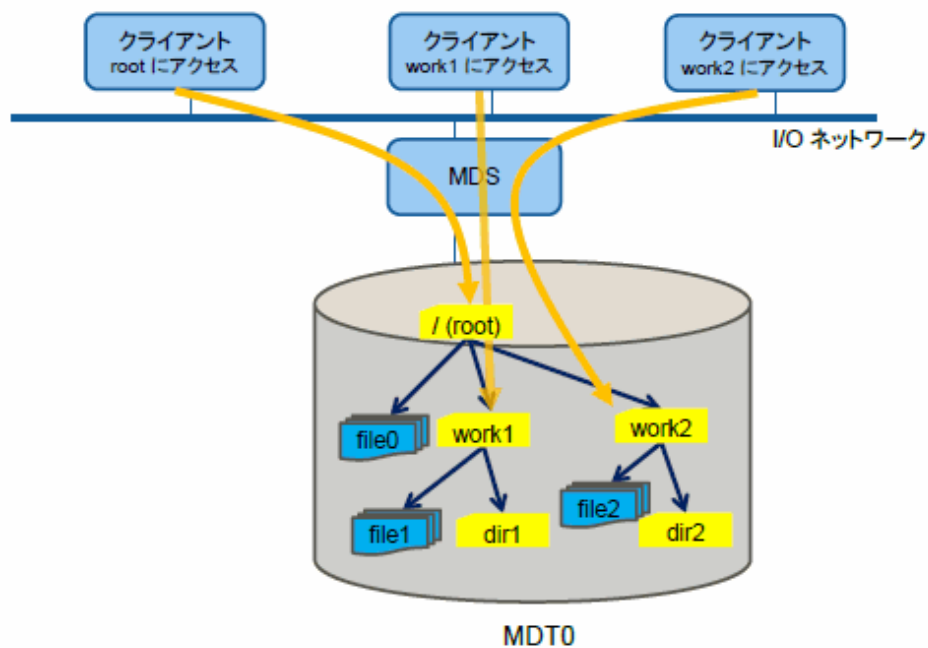 クライアント
root にアクセス
クライアント
work1 にアクセス
クライアント
work2 にアクセス
I/O ネットワーク
MDS
/ (root)
file0
work1
work2
file1
dir1
file2
dir2
MDT0